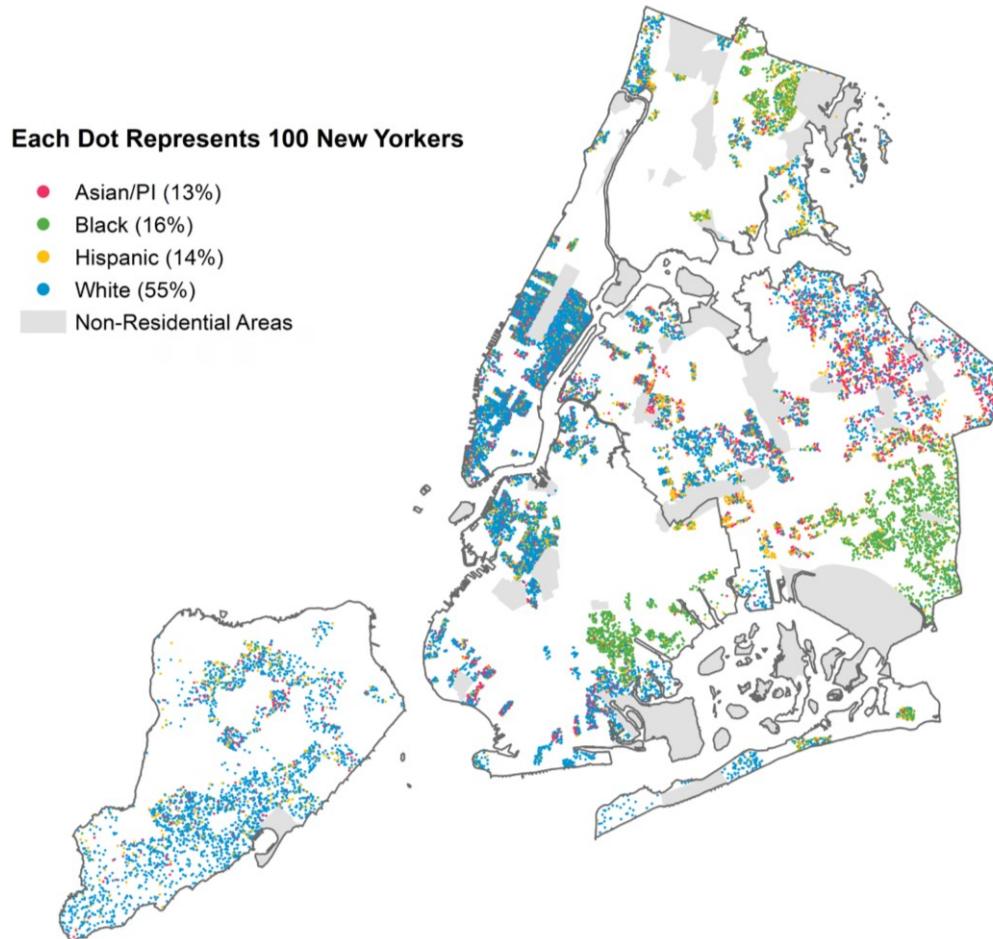 Each Dot Represents 100 New Yorkers
Asian/PI (13%)
Black (16%)
Hispanic (14%)
White (55%)
Non-Residential Areas